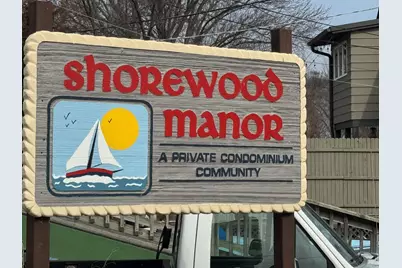 SHOREWOOD
MANOR
A PRIVATE CONDOMINIUM
COMMUNITY